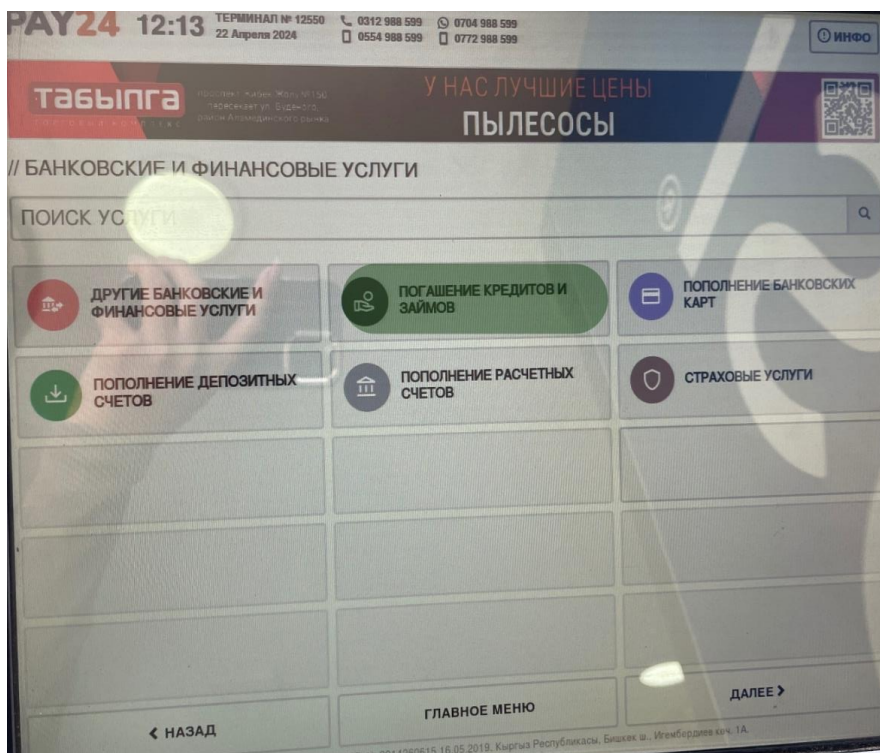 PAY24
12:13
ТЕРМИНАЛ № 12550
22 Апреля 2024
0312 988 599
0554 988 599
0704 988 599
0772 988 599
ИНФО
Табылга
У НАС ЛУЧШИЕ ЦЕНЫ
ПЫЛЕСОСЫ
// БАНКОВСКИЕ И ФИНАНСОВЫЕ УСЛУГИ
ПОИСК УСЛУГИ
ДРУГИЕ БАНКОВСКИЕ И
ФИНАНСОВЫЕ УСЛУГИ
ПОГАШЕНИЕ КРЕДИТОВ И
ЗАЙМОВ
ПОПОЛНЕНИЕ БАНКОВСКИХ
КАРТ
ПОПОЛНЕНИЕ ДЕПОЗИТНЫХ
СЧЕТОВ
ПОПОЛНЕНИЕ РАСЧЕТНЫХ
СЧЕТОВ
СТРАХОВЫЕ УСЛУГИ
НАЗАД
ГЛАВНОЕ МЕНЮ
ДАЛЕЕ
16.05.2019, Кыргыз Республикасы, Бишкек ш., Игембердиев көч. 1А.